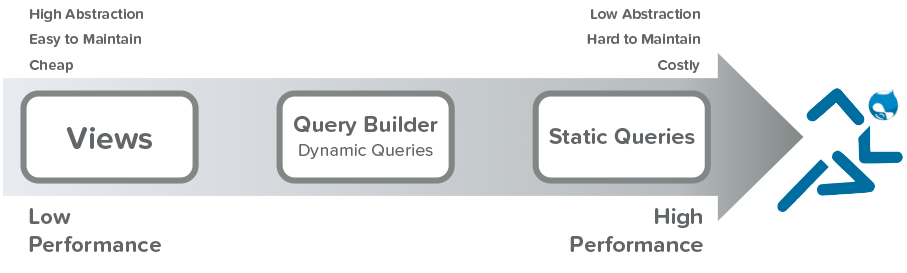 High Abstraction
Easy to Maintain
Cheap
Low Abstraction
Hard to Maintain
Costly
Views
Query Builder
Dynamic Queries
Static Queries
Low
Performance
High
Performance